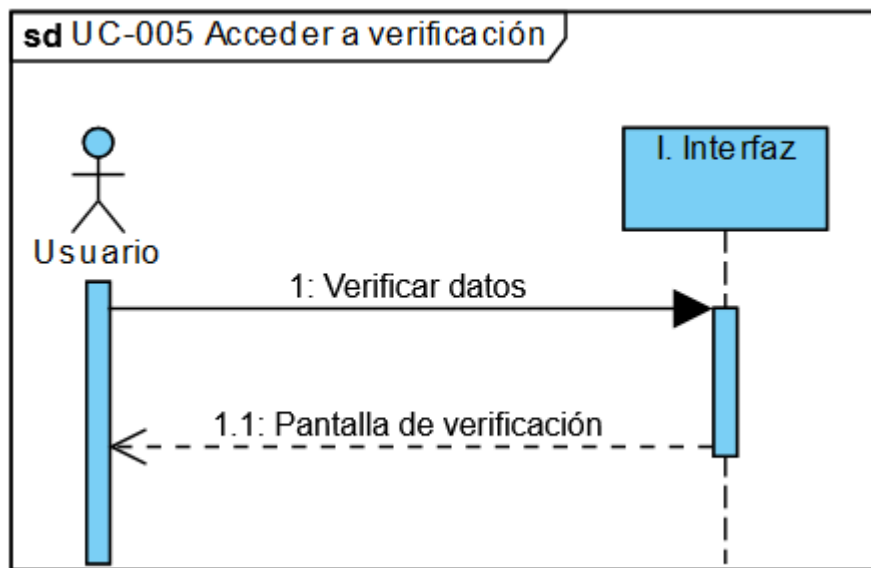 sd UC-005 Acceder a verificación
I. Interfaz
Usuario
1: Verificar datos
1.1: Pantalla de verificación